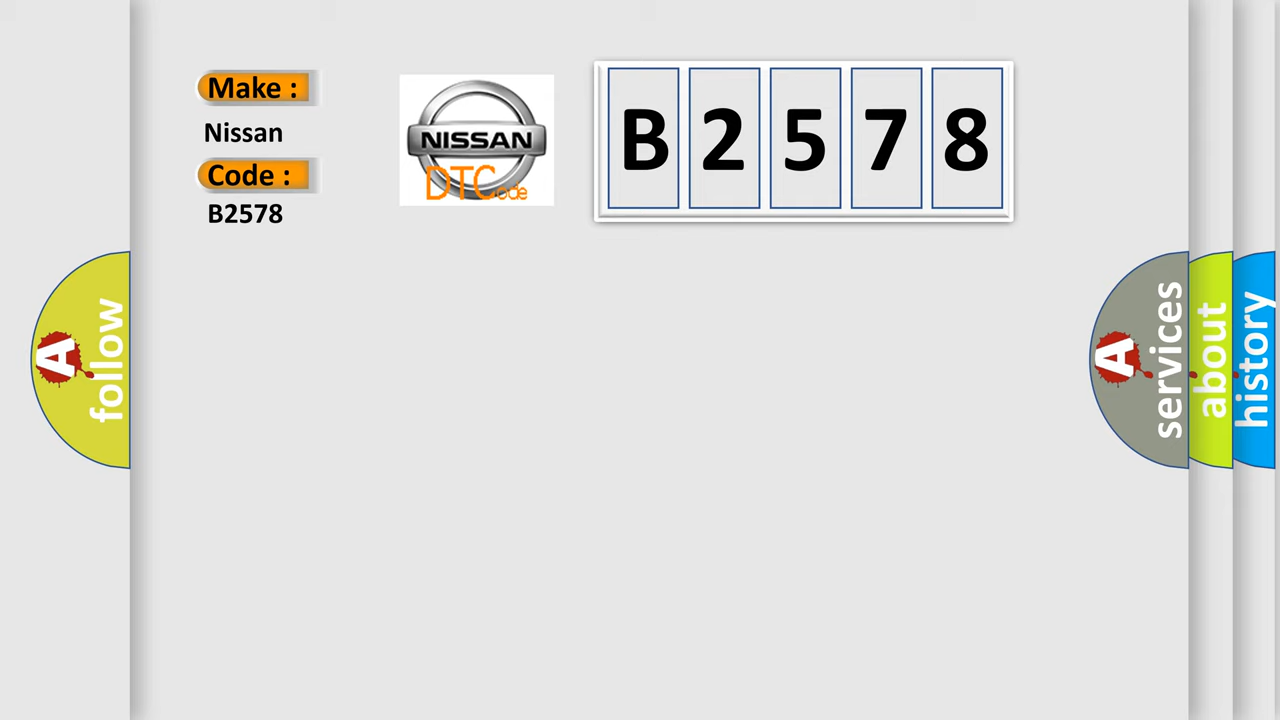 Make :
Nissan
Code :
B2578
NISSAN
DTCode
B 2 5 7 8
A follow
A services
about
history